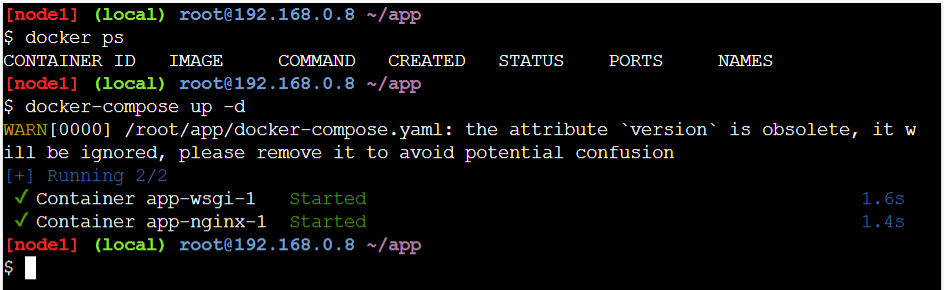 [node1] (local) root@192.168.0.8 ~/app
$ docker ps
CONTAINER ID   IMAGE     COMMAND   CREATED   STATUS    PORTS     NAMES
[node1] (local) root@192.168.0.8 ~/app
$ docker-compose up -d
WARN[0000] /root/app/docker-compose.yaml: the attribute `version` is obsolete, it w
ill be ignored, please remove it to avoid potential confusion
[+] Running 2/2
✓ Container app-wsgi-1   Started   1.6s
✓ Container app-nginx-1  Started   1.4s
[node1] (local) root@192.168.0.8 ~/app
$